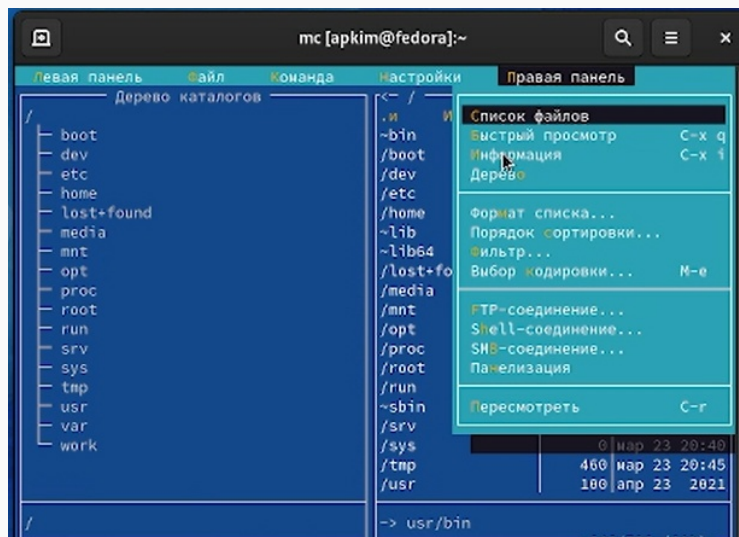 mc [apkim@fedora]:~
Левая панель Файл Команда Настройки Правая панель
Дерево каталогов
/
boot
dev
etc
home
lost+found
media
mnt
opt
proc
root
run
srv
sys
tmp
usr
var
work
/
<- /
.и И
~bin
/boot
/dev
/etc
/home
~lib
~lib64
/lost+fo
/media
/mnt
/opt
/proc
/root
/run
~sbin
/srv
/sys 0 мар 23 20:40
/tmp 460 мар 23 20:45
/usr 100 апр 23 2021
-> usr/bin
Список файлов
Быстрый просмотр C-x q
Информация C-x i
Дерево
Формат списка...
Порядок сортировки...
Фильтр...
Выбор кодировки... M-e
FTP-соединение...
Shell-соединение...
SMB-соединение...
Панелизация
Пересмотреть C-r